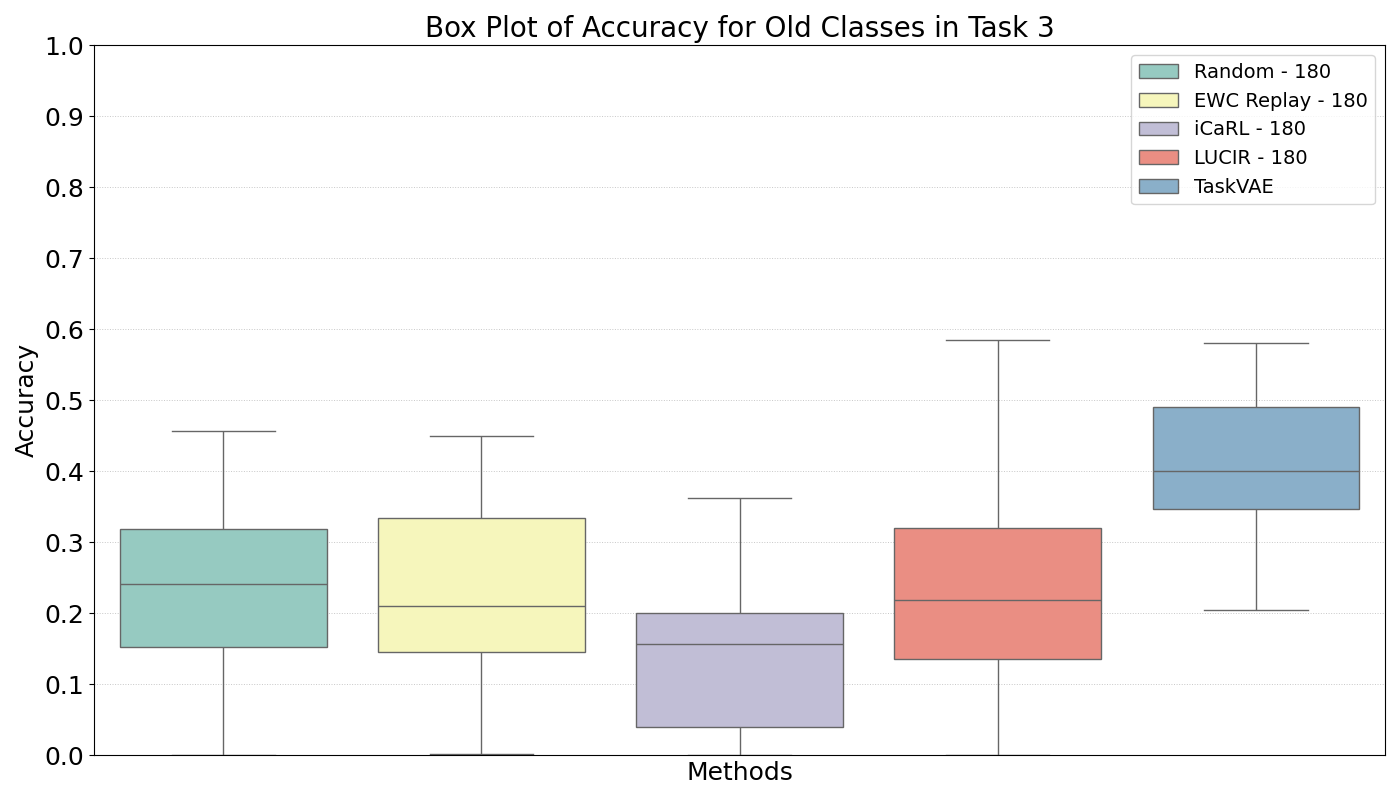 Box Plot of Accuracy for Old Classes in Task 3
1.0
0.9
0.8
0.7
0.6
0.5
0.4
0.3
0.2
0.1
0.0
Accuracy
Methods
Random - 180
EWC Replay - 180
iCaRL - 180
LUCIR - 180
TaskVAE